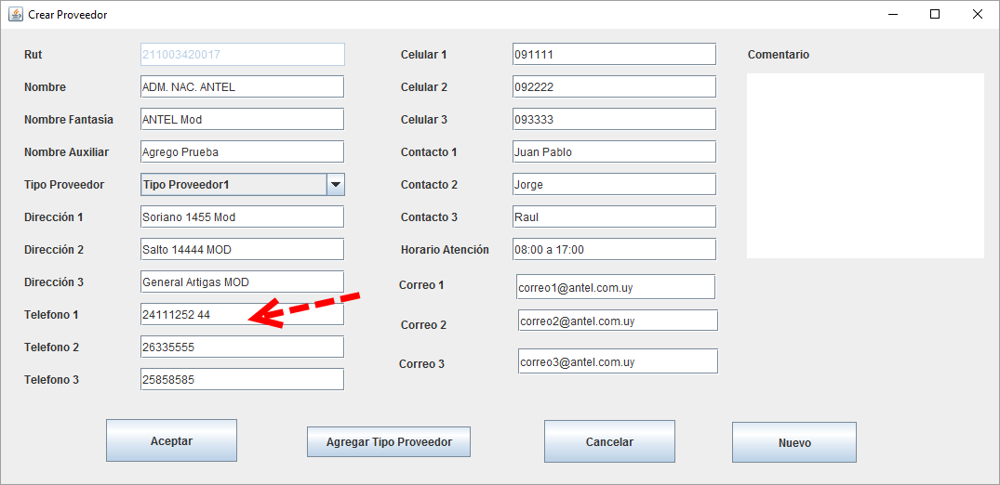 Crear Proveedor
Rut 211003420017
Nombre ADM. NAC. ANTEL
Nombre Fantasía ANTEL Mod
Nombre Auxiliar Agrego Prueba
Tipo Proveedor Tipo Proveedor1
Dirección 1 Soriano 1455 Mod
Dirección 2 Salto 14444 MOD
Dirección 3 General Artigas MOD
Telefono 1 24111252 44
Telefono 2 26335555
Telefono 3 25858585
Celular 1 091111
Celular 2 092222
Celular 3 093333
Contacto 1 Juan Pablo
Contacto 2 Jorge
Contacto 3 Raul
Horario Atención 08:00 a 17:00
Correo 1 correo1@antel.com.uy
Correo 2 correo2@antel.com.uy
Correo 3 correo3@antel.com.uy
Comentario
Aceptar
Agregar Tipo Proveedor
Cancelar
Nuevo